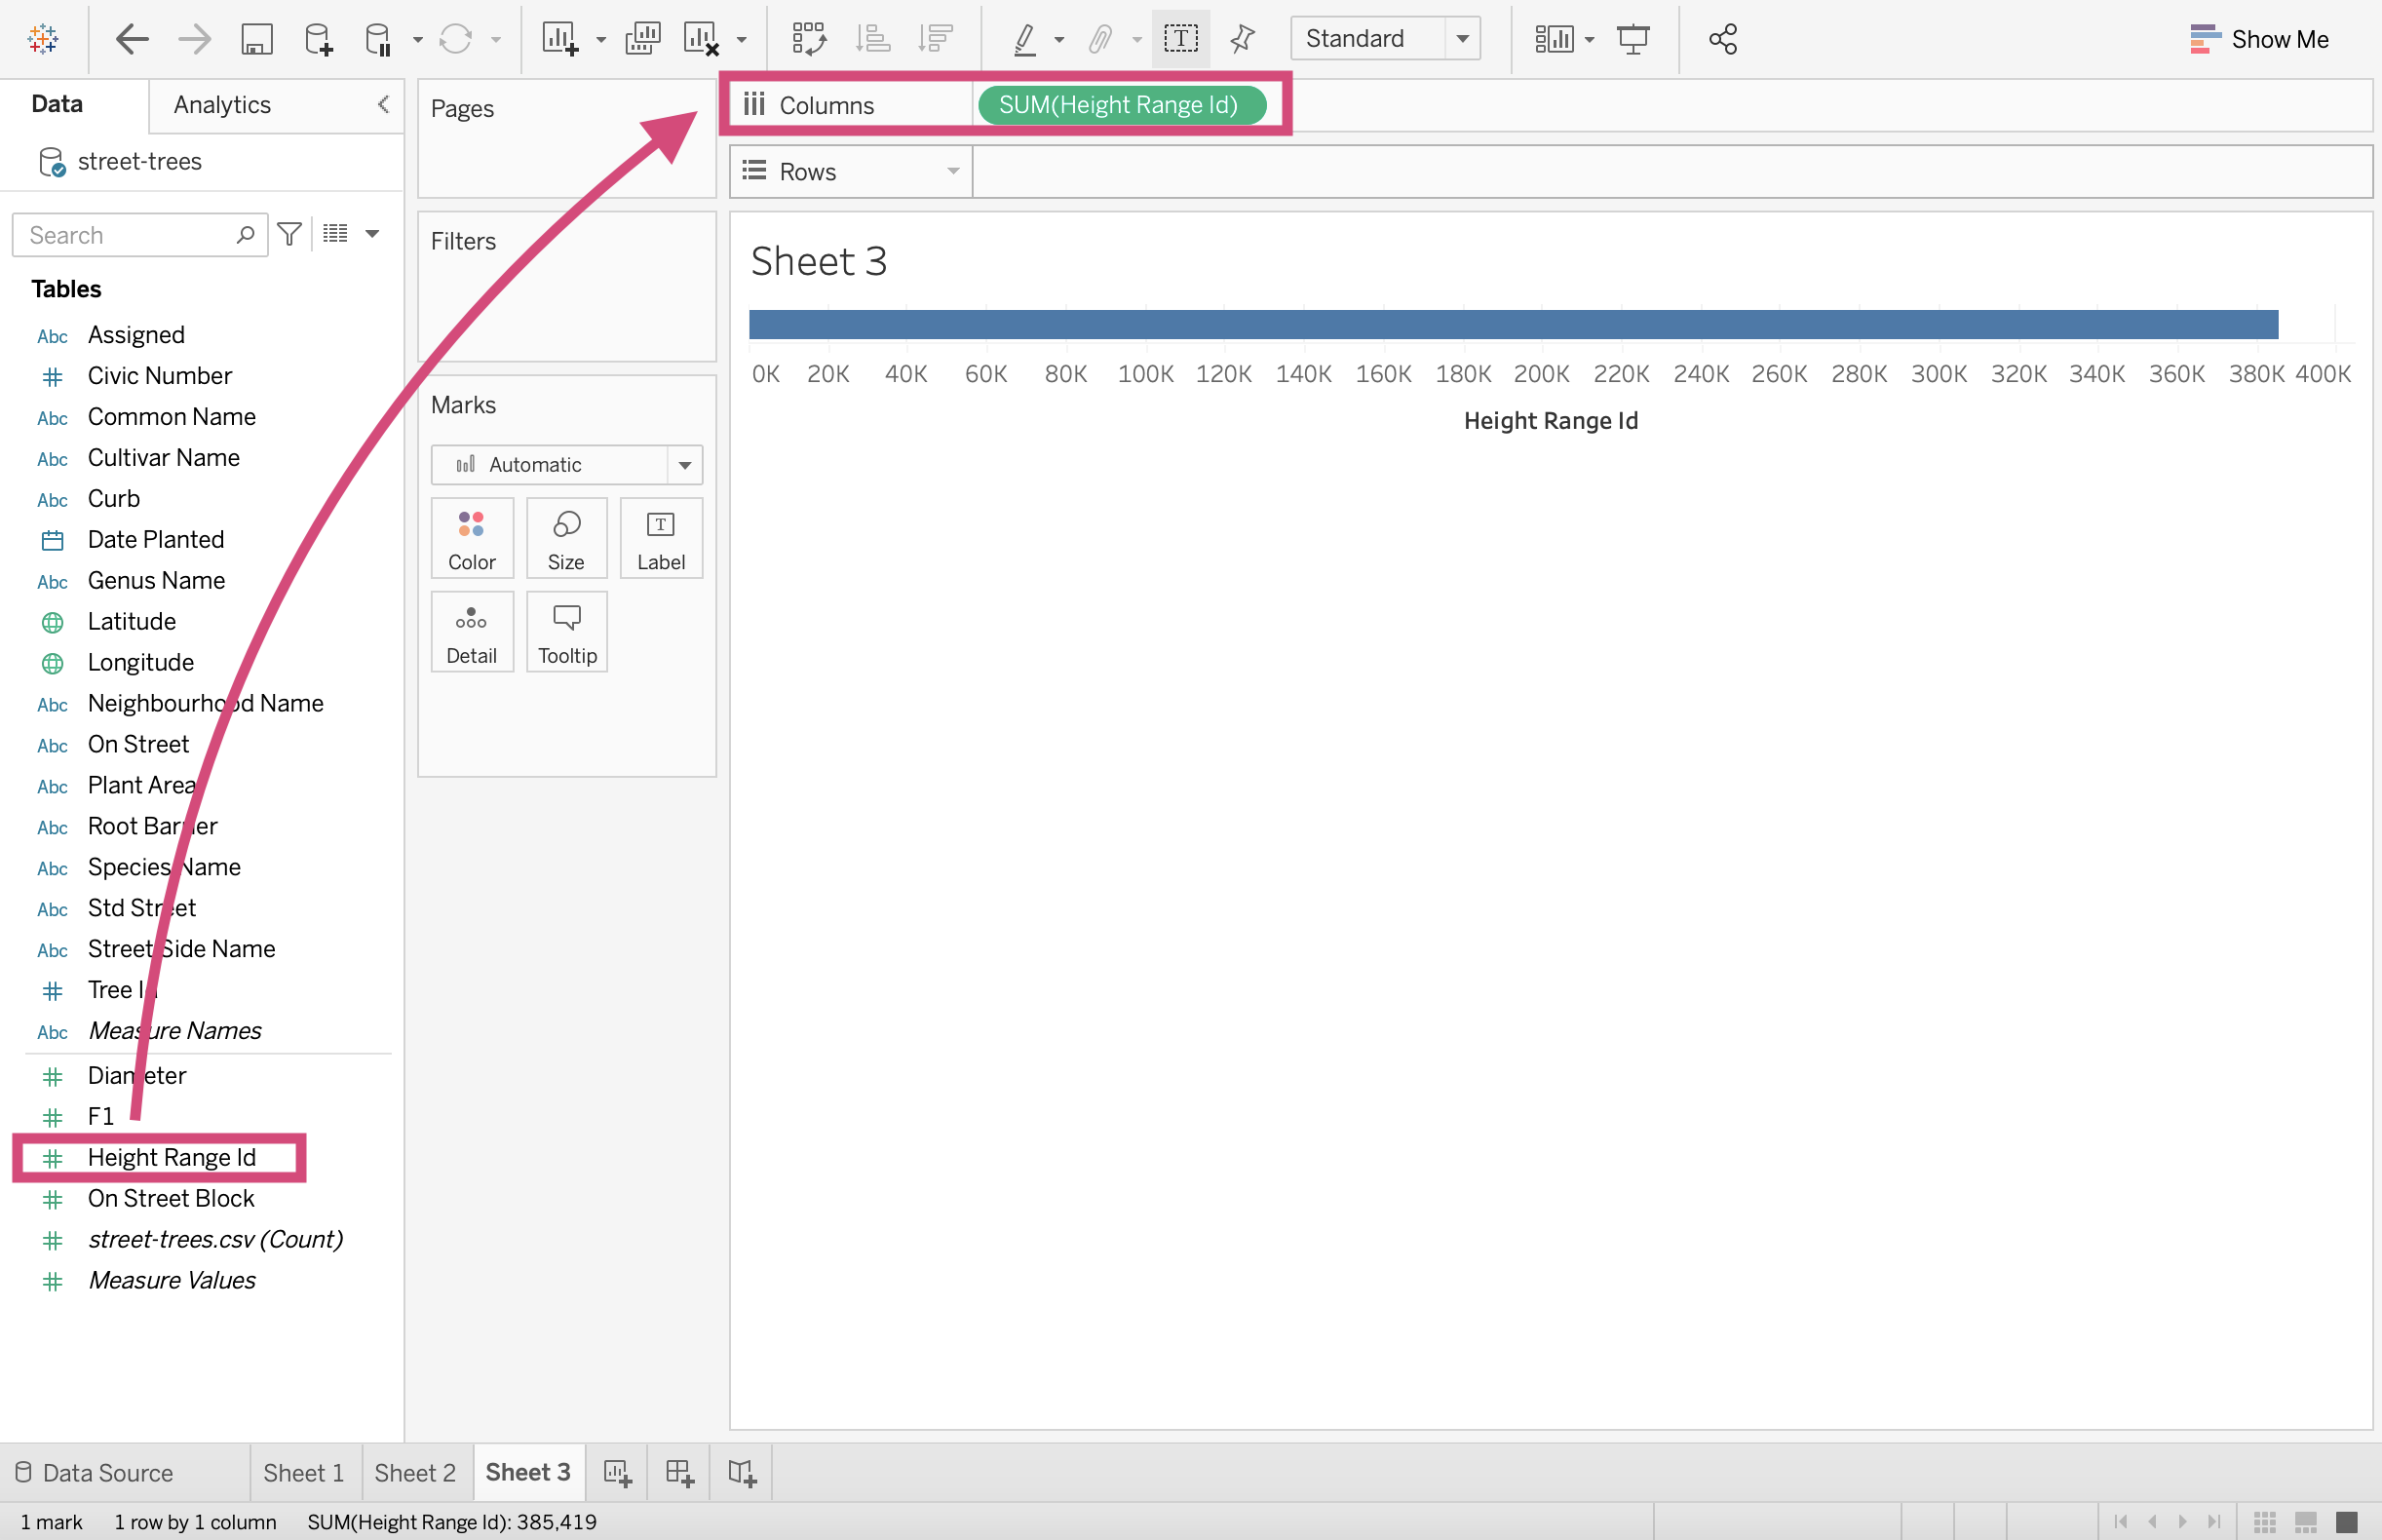 Standard
Show Me
Data
Analytics
street-trees
Search
Tables
Abc Assigned
Civic Number
Abc Common Name
Abc Cultivar Name
Abc Curb
Date Planted
Abc Genus Name
Latitude
Longitude
Abc Neighbourhood Name
Abc On Street
Abc Plant Area
Abc Root Barrier
Abc Species Name
Abc Std Street
Abc Street Side Name
Tree Id
Abc Measure Names
Diameter
F1
Height Range Id
On Street Block
street-trees.csv (Count)
Measure Values
Pages
Filters
Marks
Automatic
Color Size Label
Detail Tooltip
Columns SUM(Height Range Id)
Rows
Sheet 3
0K 20K 40K 60K 80K 100K 120K 140K 160K 180K 200K 220K 240K 260K 280K 300K 320K 340K 360K 380K 400K
Height Range Id
Data Source Sheet 1 Sheet 2 Sheet 3
1 mark 1 row by 1 column SUM(Height Range Id): 385,419